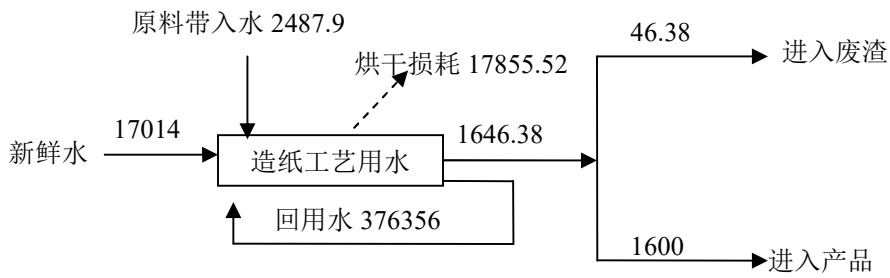 原料带入水 2487.9
46.38
进入废渣
烘干损耗 17855.52
17014
1646.38
新鲜水
造纸工艺用水
回用水 376356
1600
进入产品